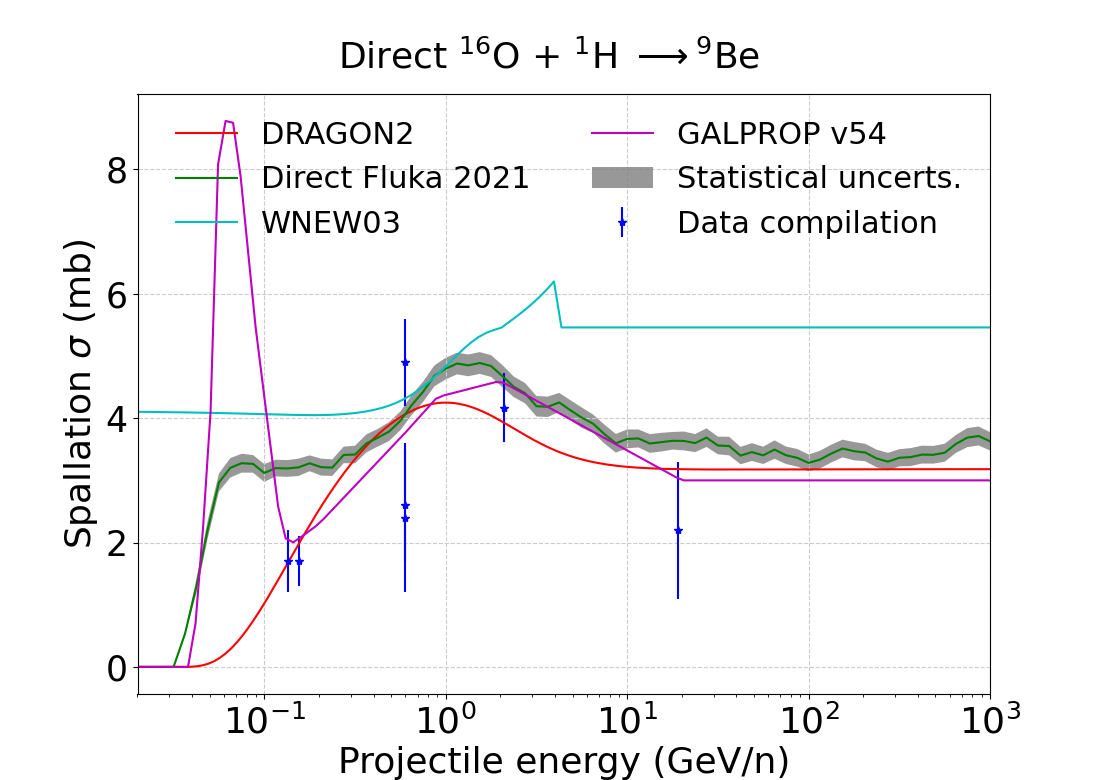 Direct ¹⁶O + ¹H ⟶ ⁹Be
DRAGON2
Direct Fluka 2021
WNEW03
GALPROP v54
Statistical uncerts.
Data compilation
Spallation σ (mb)
8
6
4
2
0
10⁻¹ 10⁰ 10¹ 10² 10³
Projectile energy (GeV/n)